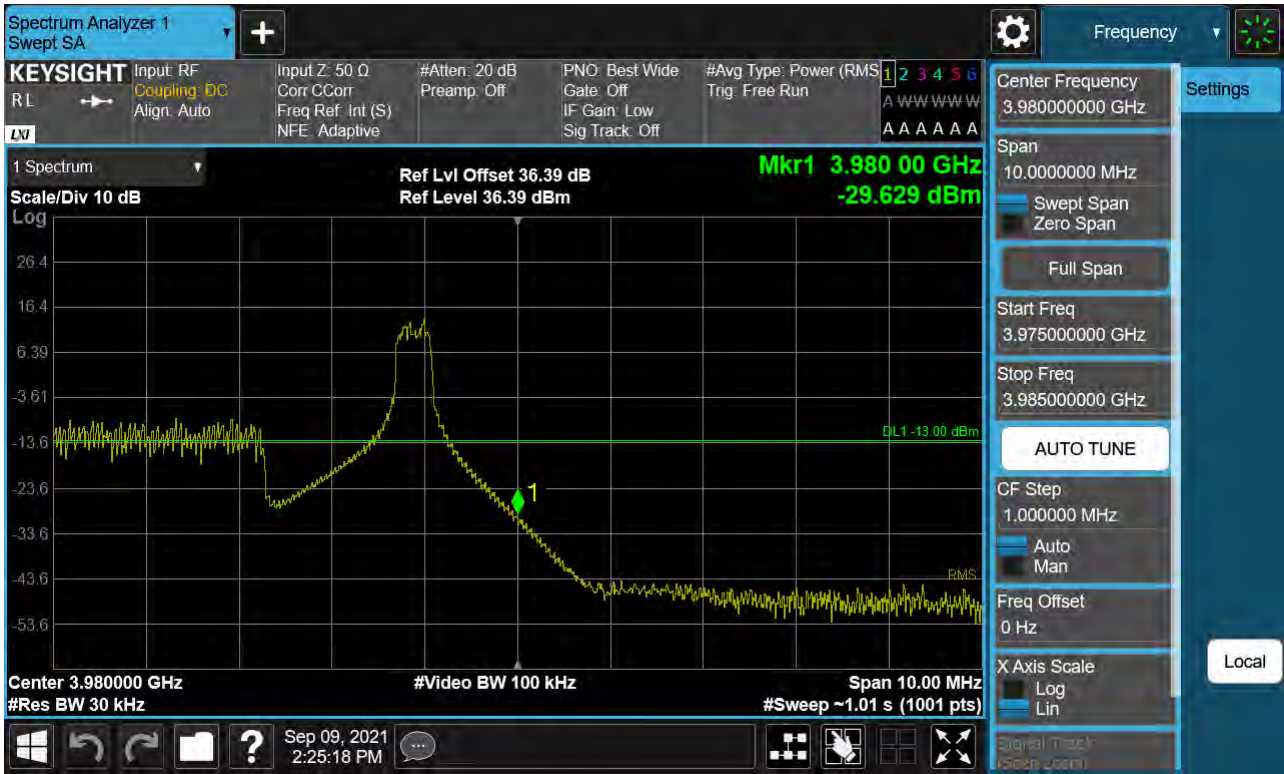 Spectrum Analyzer 1
Swept SA
+
Frequency
KEYSIGHT
RL
LXI
Input: RF
Coupling: DC
Align: Auto
Input Z: 50 Ω
Corr CCorr
Freq Ref: Int (S)
NFE: Adaptive
#Atten: 20 dB
Preamp: Off
PNO: Best Wide
Gate: Off
IF Gain: Low
Sig Track: Off
#Avg Type: Power (RMS
Trig: Free Run
1 2 3 4 5 6
A W W W W W
A A A A A A
1 Spectrum
Scale/Div 10 dB
Log
Ref Lvl Offset 36.39 dB
Ref Level 36.39 dBm
Mkr1 3.980 00 GHz
-29.629 dBm
26.4
16.4
6.39
-3.61
-13.6
-23.6
-33.6
-43.6
-53.6
DL1 -13.00 dBm
1
RMS
Center 3.980000 GHz
#Res BW 30 kHz
#Video BW 100 kHz
Span 10.00 MHz
#Sweep ~1.01 s (1001 pts)
Center Frequency
3.980000000 GHz
Span
10.0000000 MHz
Swept Span
Zero Span
Full Span
Start Freq
3.975000000 GHz
Stop Freq
3.985000000 GHz
AUTO TUNE
CF Step
1.000000 MHz
Auto
Man
Freq Offset
0 Hz
X Axis Scale
Log
Lin
Signal Track
(Span Zoom)
Settings
Local
?
Sep 09, 2021
2:25:18 PM